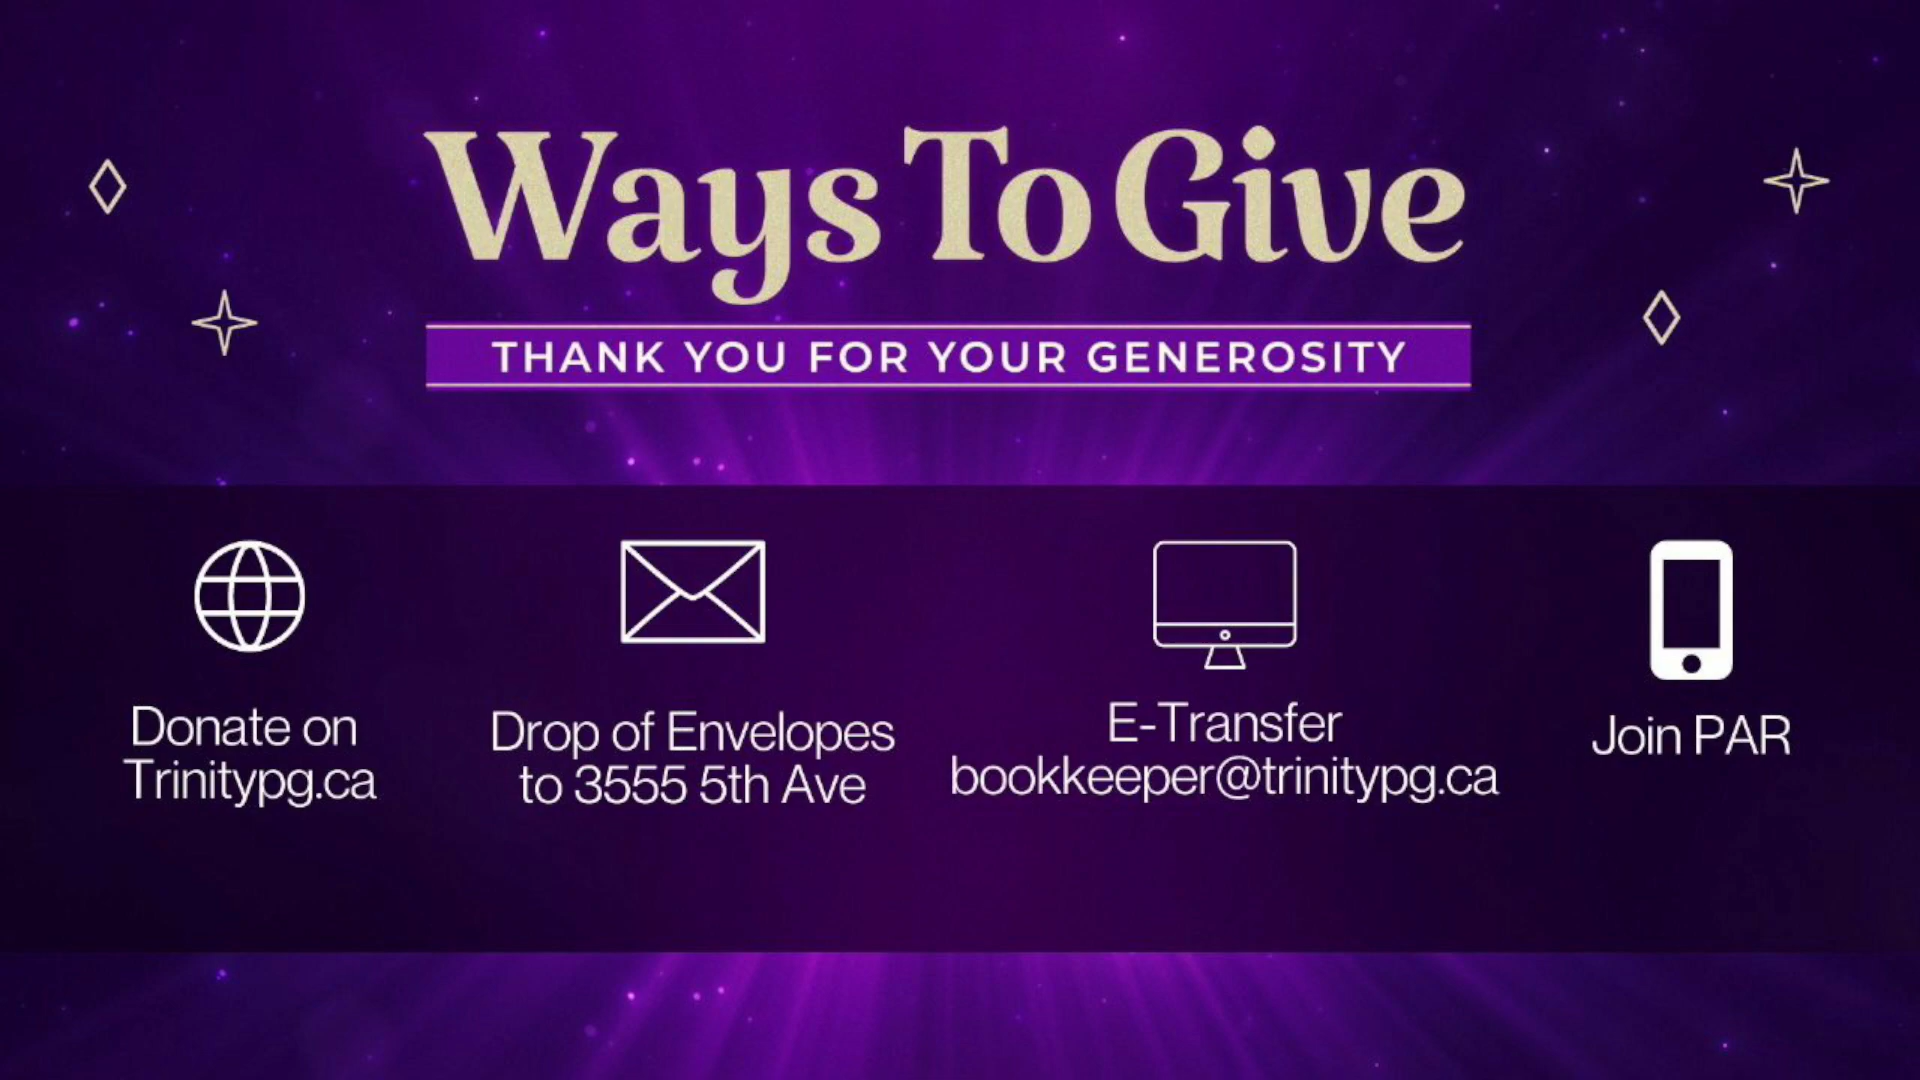 Ways To Give
THANK YOU FOR YOUR GENEROSITY
Donate on
Trinitypg.ca
Drop of Envelopes
to 3555 5th Ave
E-Transfer
bookkeeper@trinitypg.ca
Join PAR